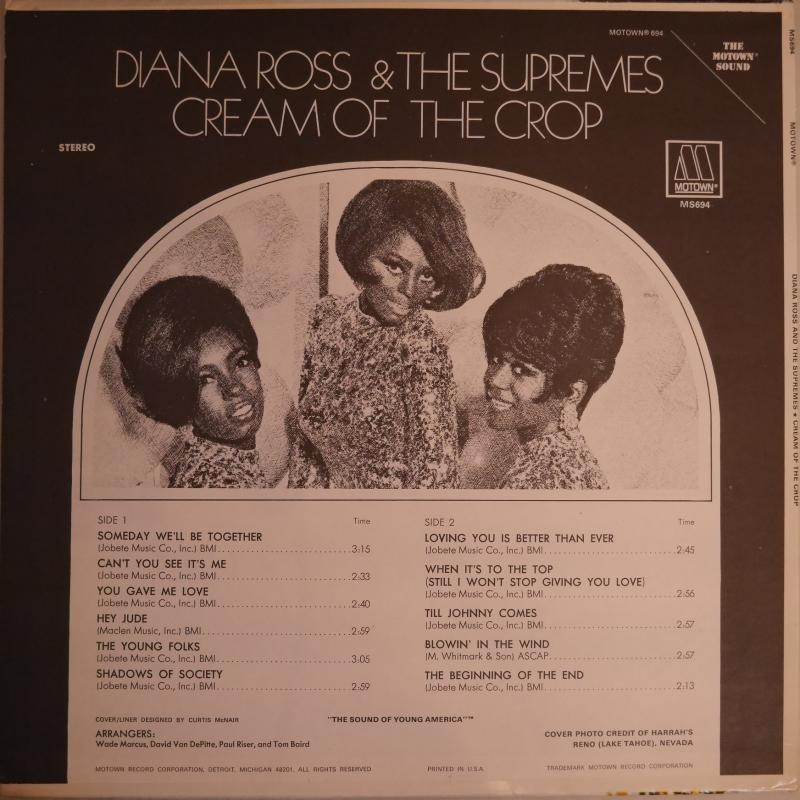 MOTOWN® 694
THE
MOTOWN®
SOUND
DIANA ROSS & THE SUPREMES
CREAM OF THE CROP
STEREO
MOTOWN®
MS694
MS694
MOTOWN®
DIANA ROSS AND THE SUPREMES ★ CREAM OF THE CROP
SIDE 1 Time
SOMEDAY WE'LL BE TOGETHER
(Jobete Music Co., Inc.) BMI 3:15
CAN'T YOU SEE IT'S ME
(Jobete Music Co., Inc.) BMI 2:33
YOU GAVE ME LOVE
(Jobete Music Co., Inc.) BMI 2:40
HEY JUDE
(Maclen Music, Inc.) BMI 2:59
THE YOUNG FOLKS
(Jobete Music Co., Inc.) BMI 3:05
SHADOWS OF SOCIETY
(Jobete Music Co., Inc.) BMI 2:59
SIDE 2 Time
LOVING YOU IS BETTER THAN EVER
(Jobete Music Co., Inc.) BMI 2:45
WHEN IT'S TO THE TOP
(STILL I WON'T STOP GIVING YOU LOVE)
(Jobete Music Co., Inc.) BMI 2:56
TILL JOHNNY COMES
(Jobete Music Co., Inc.) BMI 2:57
BLOWIN' IN THE WIND
(M. Whitmark & Son) ASCAP 2:57
THE BEGINNING OF THE END
(Jobete Music Co., Inc.) BMI 2:13
COVER/LINER DESIGNED BY CURTIS McNAIR
"THE SOUND OF YOUNG AMERICA"™
ARRANGERS:
Wade Marcus, David Van DePitte, Paul Riser, and Tom Baird
COVER PHOTO CREDIT OF HARRAH'S
RENO (LAKE TAHOE), NEVADA
MOTOWN RECORD CORPORATION, DETROIT, MICHIGAN 48201, ALL RIGHTS RESERVED
PRINTED IN U.S.A.
TRADEMARK MOTOWN RECORD CORPORATION